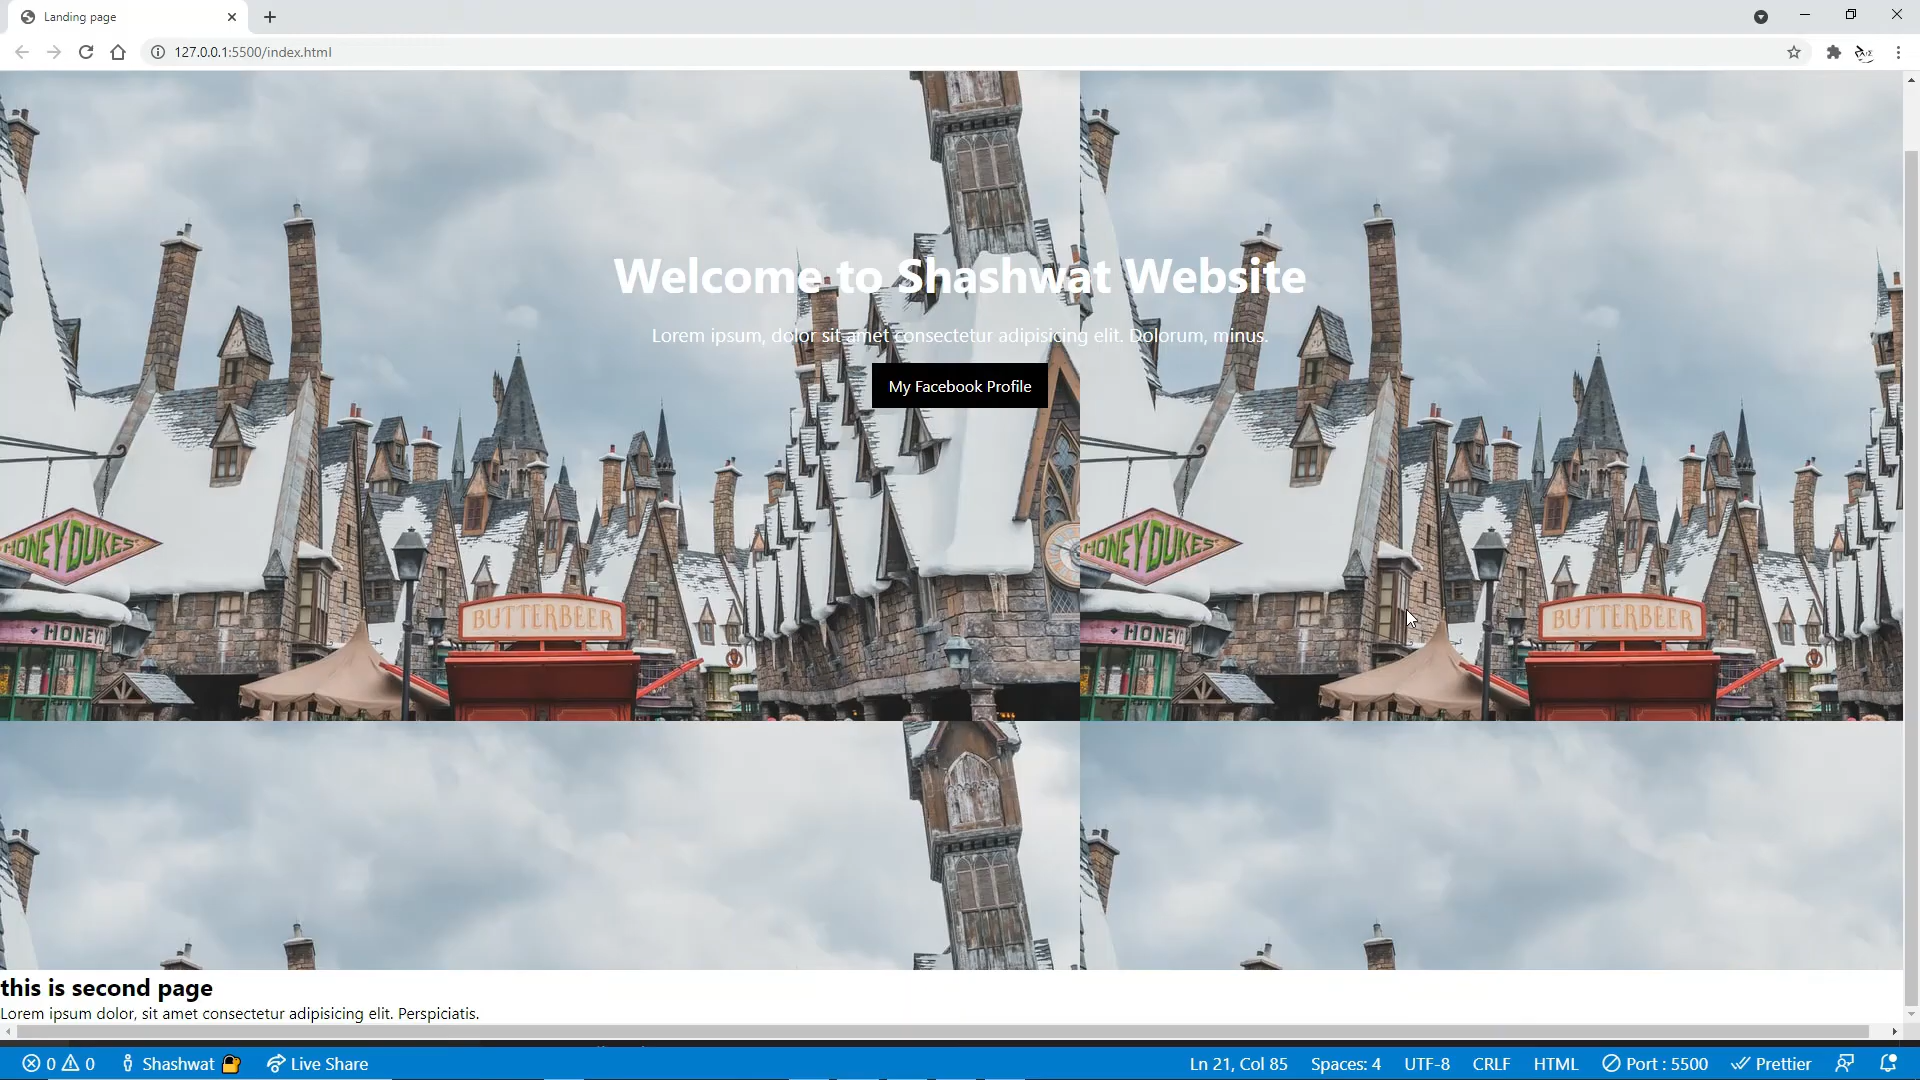 Landing page
127.0.0.1:5500/index.html
Welcome to Shashwat Website
Lorem ipsum, dolor sit amet consectetur adipisicing elit. Dolorum, minus.
My Facebook Profile
HONEYDUKES
HONEYDUKES
BUTTERBEER
BUTTERBEER
HONEYD
HONEYD
this is second page
Lorem ipsum dolor, sit amet consectetur adipisicing elit. Perspiciatis.
0 0 Shashwat Live Share Ln 21, Col 85 Spaces: 4 UTF-8 CRLF HTML Port : 5500 Prettier